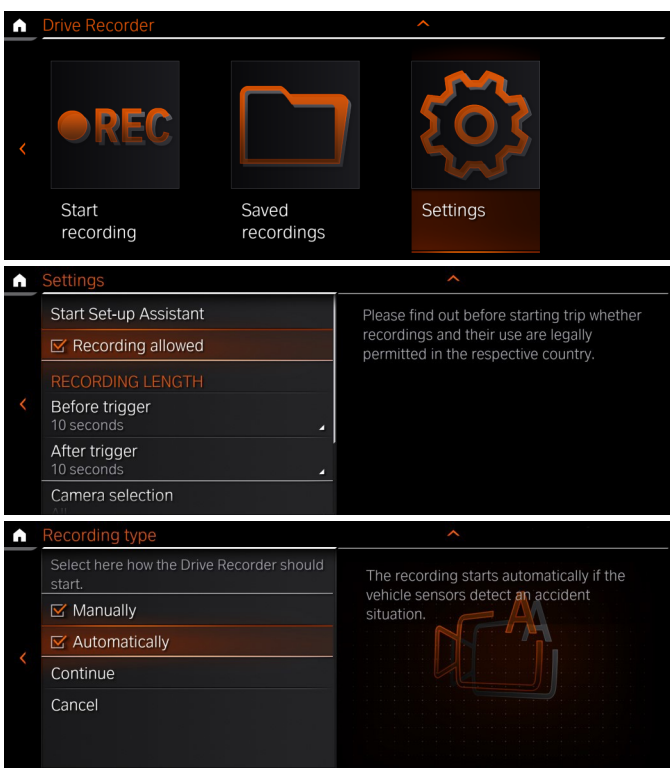 Drive Recorder
REC
Start
recording
Saved
recordings
Settings
Settings
Start Set-up Assistant
Recording allowed
RECORDING LENGTH
Before trigger
10 seconds
After trigger
10 seconds
Camera selection
Please find out before starting trip whether
recordings and their use are legally
permitted in the respective country.
Recording type
Select here how the Drive Recorder should
start.
Manually
Automatically
Continue
Cancel
The recording starts automatically if the
vehicle sensors detect an accident
situation.
A